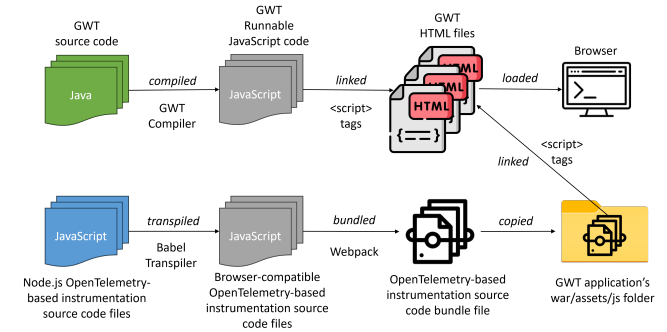 GWT
source code
GWT
Runnable
JavaScript code
GWT
HTML files
Browser
Java
compiled
GWT
Compiler
JavaScript
linked
<script>
tags
HTML
HTML
HTML
loaded
<script>
tags
linked
JavaScript
transpiled
Babel
Transpiler
JavaScript
bundled
Webpack
copied
Node.js OpenTelemetry-
based instrumentation
source code files
Browser-compatible
OpenTelemetry-based
instrumentation source
code files
OpenTelemetry-based
instrumentation source
code bundle file
GWT application's
war/assets/js folder